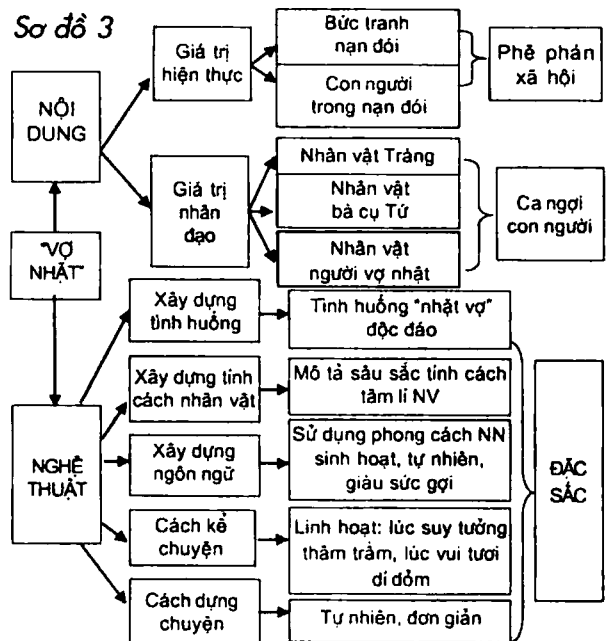 Sơ đồ 3
NỘI
DUNG
Giá trị
hiện thực
Bức tranh
nạn đói
Con người
trong nạn đói
Phê phán
xã hội
Giá trị
nhân
đạo
Nhân vật Tràng
Nhân vật
bà cụ Tứ
Nhân vật
người vợ nhặt
Ca ngợi
con người
"VỢ
NHẶT"
NGHỆ
THUẬT
Xây dựng
tình huống
Tình huống "nhặt vợ"
độc đáo
Xây dựng tính
cách nhân vật
Mô tả sâu sắc tính cách
tâm lí NV
Xây dựng
ngôn ngữ
Sử dụng phong cách NN
sinh hoạt, tự nhiên,
giàu sức gợi
Cách kể
chuyện
Linh hoạt: lúc suy tưởng
thâm trầm, lúc vui tươi
dí dỏm
Cách dựng
chuyện
Tự nhiên, đơn giản
ĐẶC
SẮC